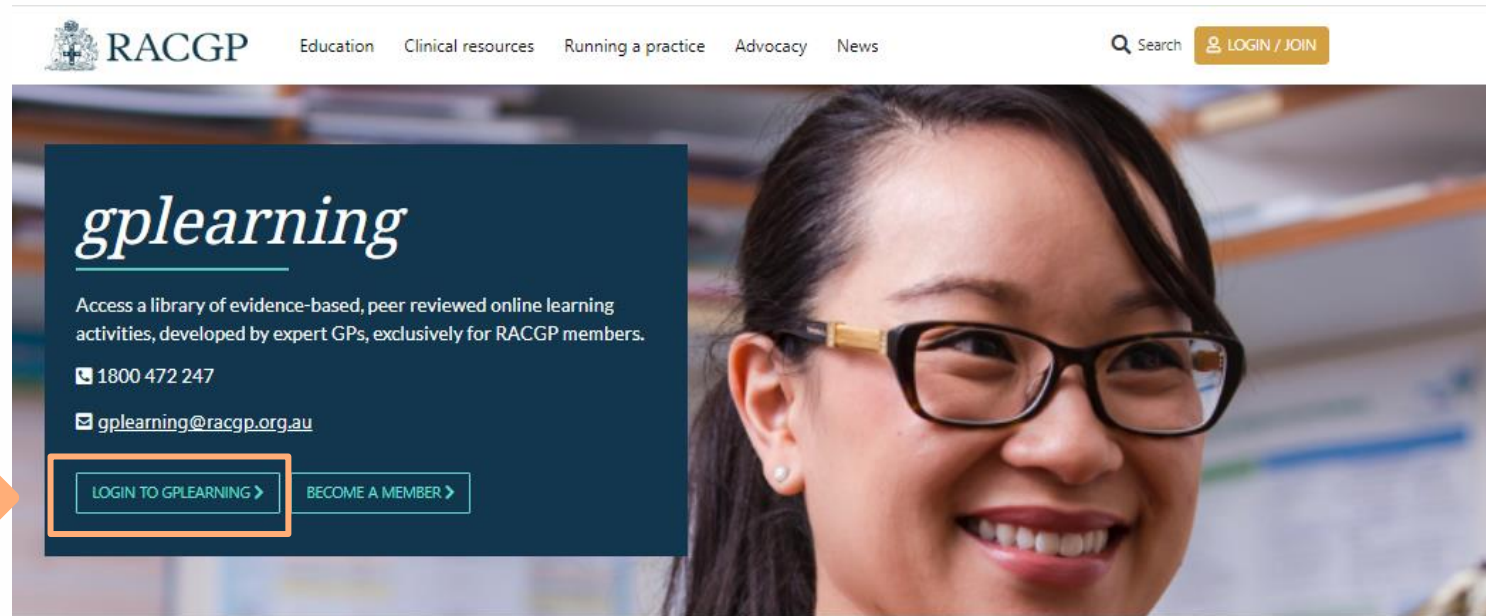 RACGP
Education Clinical resources Running a practice Advocacy News
Search LOGIN / JOIN
gplearning
Access a library of evidence-based, peer reviewed online learning
activities, developed by expert GPs, exclusively for RACGP members.
1800 472 247
gplearning@racgp.org.au
LOGIN TO GPLEARNING
BECOME A MEMBER